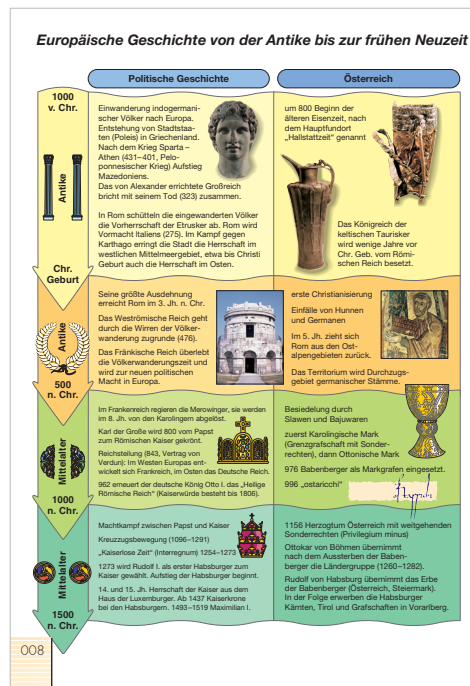 Europäische Geschichte von der Antike bis zur frühen Neuzeit
Politische Geschichte
Österreich
1000
v. Chr.
Antike
Einwanderung indogermani-
scher Völker nach Europa.
Entstehung von Stadtstaa-
ten (Poleis) in Griechenland.
Nach dem Krieg Sparta –
Athen (431–401, Pelo-
ponnesischer Krieg) Aufstieg
Mazedoniens.
Das von Alexander errichtete Großreich
bricht mit seinem Tod (323) zusammen.
In Rom schütteln die eingewanderten Völker
die Vorherrschaft der Etrusker ab. Rom wird
Vormacht Italiens (275). Im Kampf gegen
Karthago erringt die Stadt die Herrschaft im
westlichen Mittelmeergebiet, etwa bis Christi
Geburt auch die Herrschaft im Osten.
um 800 Beginn der
älteren Eisenzeit, nach
dem Hauptfundort
„Hallstattzeit“ genannt
Das Königreich der
keltischen Taurisker
wird wenige Jahre vor
Chr. Geb. vom Römi-
schen Reich besetzt.
Chr.
Geburt
Antike
Seine größte Ausdehnung
erreicht Rom im 3. Jh. n. Chr.
Das Weströmische Reich geht
durch die Wirren der Völker-
wanderung zugrunde (476).
Das Fränkische Reich überlebt
die Völkerwanderungszeit und
wird zur neuen politischen
Macht in Europa.
erste Christianisierung
Einfälle von Hunnen
und Germanen
Im 5. Jh. zieht sich
Rom aus den Ost-
alpengebieten zurück.
Das Territorium wird Durchzugs-
gebiet germanischer Stämme.
500
n. Chr.
Mittelalter
Im Frankenreich regieren die Merowinger, sie werden
im 8. Jh. von den Karolingern abgelöst.
Karl der Große wird 800 vom Papst
zum Römischen Kaiser gekrönt.
Reichsteilung (843, Vertrag von
Verdun): Im Westen Europas ent-
wickelt sich Frankreich, im Osten das Deutsche Reich.
962 erneuert der deutsche König Otto I. das „Heilige
Römische Reich“ (Kaiserwürde besteht bis 1806).
Besiedelung durch
Slawen und Bajuwaren
zuerst Karolingische Mark
(Grenzgrafschaft mit Sonder-
rechten), dann Ottonische Mark
976 Babenberger als Markgrafen eingesetzt.
996 „ostaricchi“
1000
n. Chr.
Mittelalter
Machtkampf zwischen Papst und Kaiser
Kreuzzugsbewegung (1096–1291)
„Kaiserlose Zeit“ (Interregnum) 1254–1273
1273 wird Rudolf I. als erster Habsburger zum
Kaiser gewählt. Aufstieg der Habsburger beginnt.
14. und 15. Jh. Herrschaft der Kaiser aus dem
Haus der Luxemburger. Ab 1437 Kaiserkrone
bei den Habsburgern. 1493–1519 Maximilian I.
1156 Herzogtum Österreich mit weitgehenden
Sonderrechten (Privilegium minus)
Ottokar von Böhmen übernimmt
nach dem Aussterben der Baben-
berger die Ländergruppe (1260–1282).
Rudolf von Habsburg übernimmt das Erbe
der Babenberger (Österreich, Steiermark).
In der Folge erwerben die Habsburger
Kärnten, Tirol und Grafschaften in Vorarlberg.
1500
n. Chr.
008